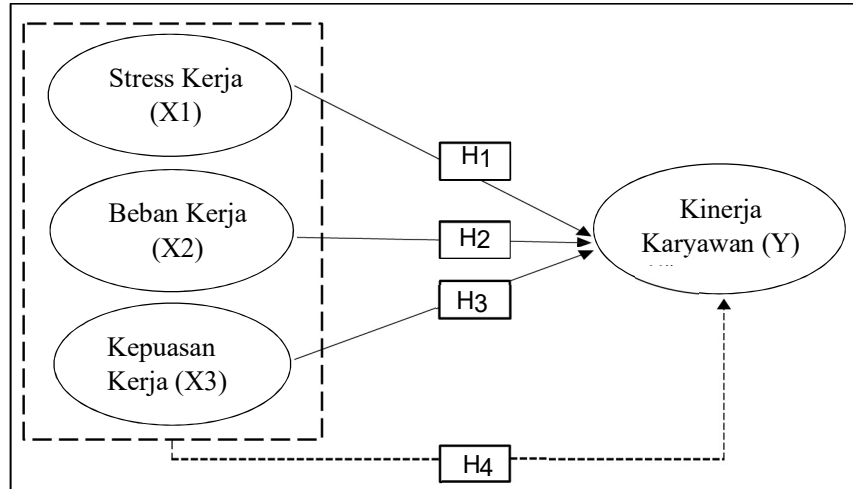 Stress Kerja
(X1)
H1
Beban Kerja
(X2)
H2
Kinerja
Karyawan (Y)
H3
Kepuasan
Kerja (X3)
H4